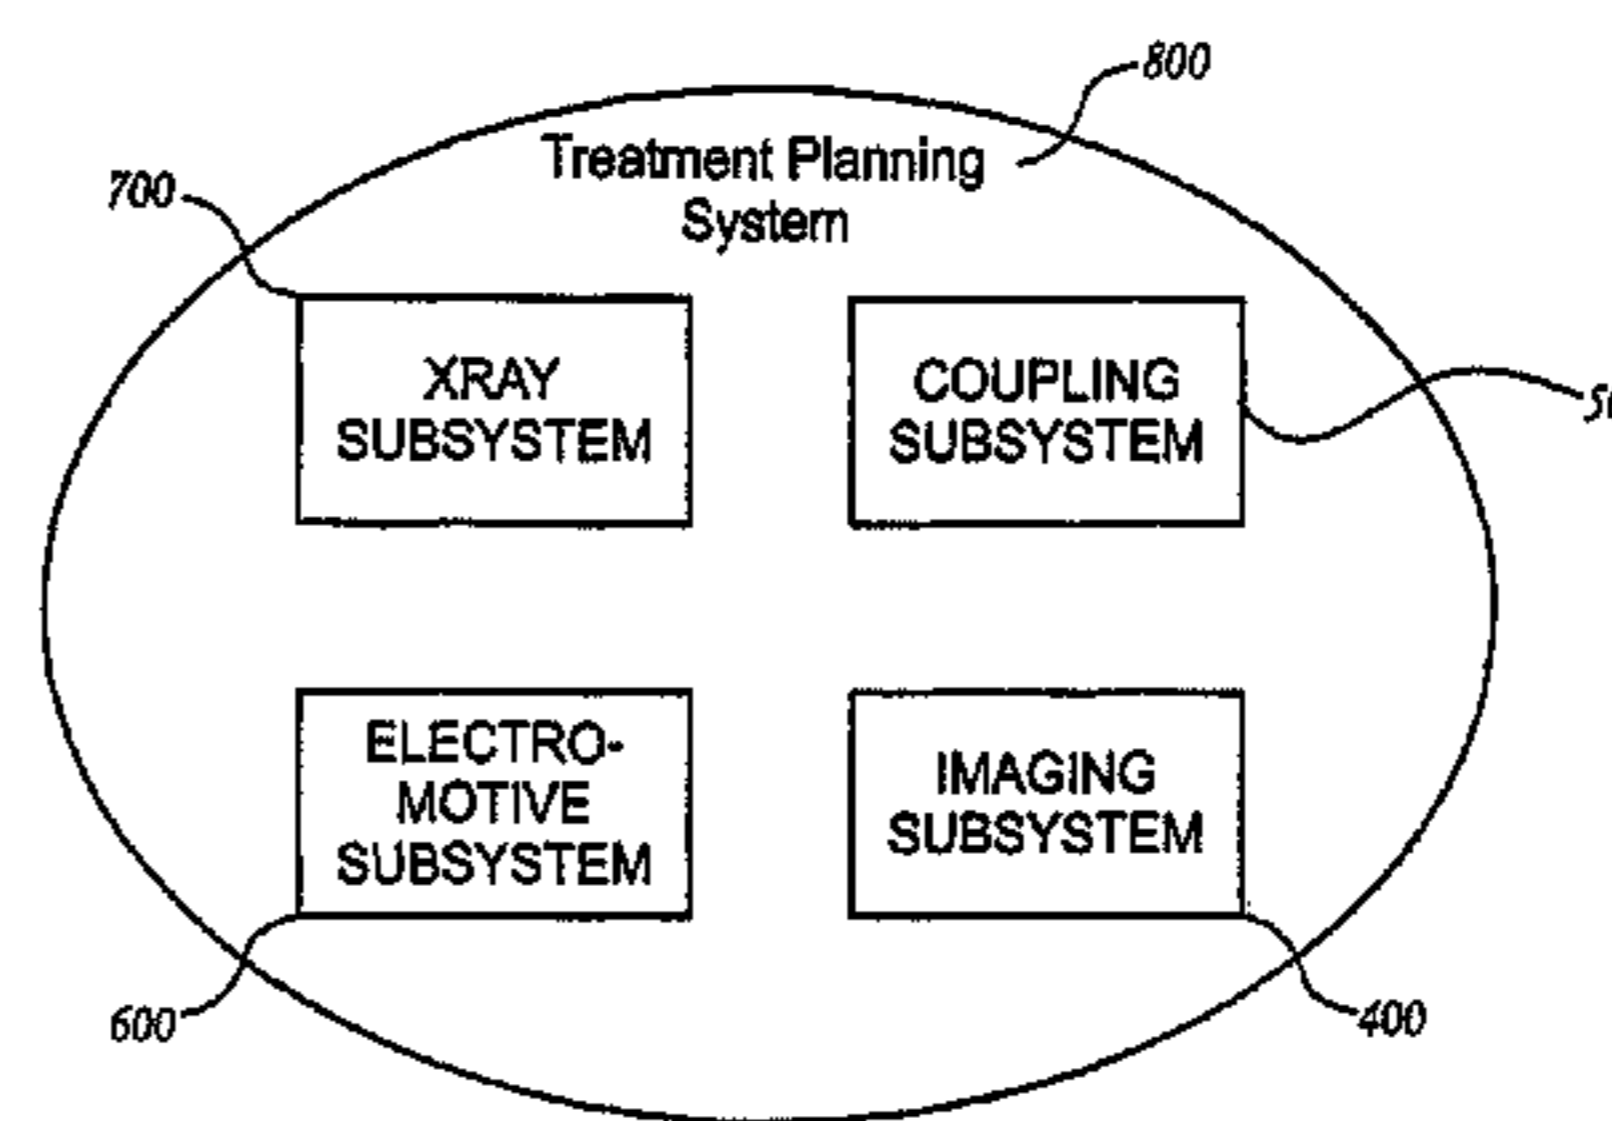 800
Treatment Planning
System
700
XRAY
SUBSYSTEM
COUPLING
SUBSYSTEM
ELECTRO-
MOTIVE
SUBSYSTEM
IMAGING
SUBSYSTEM
600
400